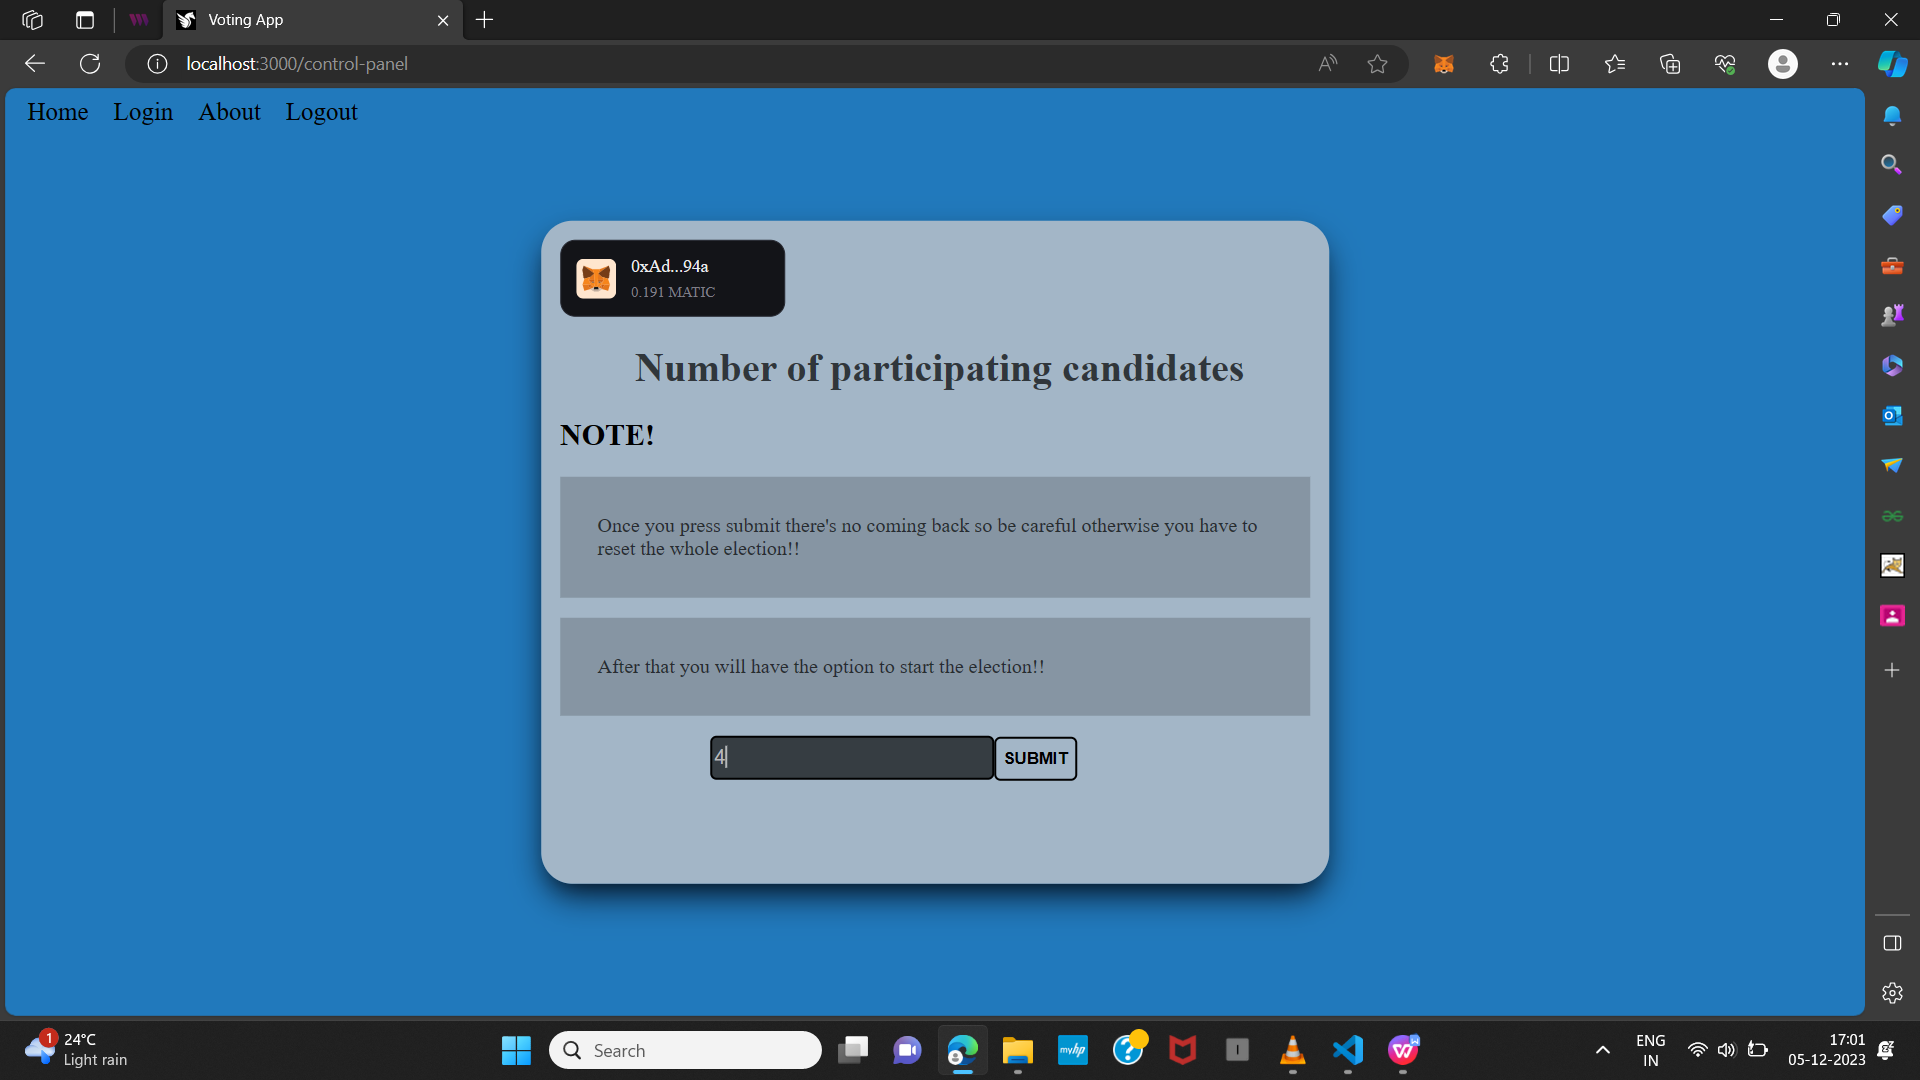 Voting App
localhost:3000/control-panel
Home Login About Logout
0xAd...94a
0.191 MATIC
Number of participating candidates
NOTE!
Once you press submit there's no coming back so be careful otherwise you have to
reset the whole election!!
After that you will have the option to start the election!!
4
SUBMIT
1
24°C
Light rain
Search
myhp
ENG
IN
17:01
05-12-2023